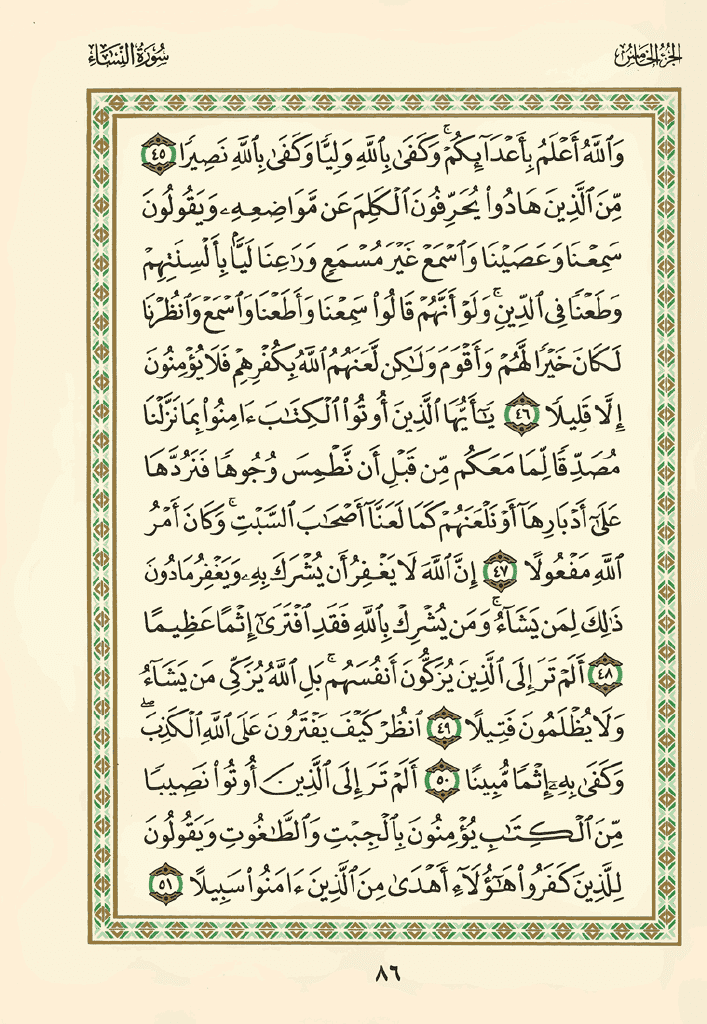 الجزء الخامس
سورة النساء
وَٱللَّهُ أَعْلَمُ بِأَعْدَآئِكُمْ ۚ وَكَفَىٰ بِٱللَّهِ وَلِيًّا وَكَفَىٰ بِٱللَّهِ نَصِيرًا ٤٥
مِّنَ ٱلَّذِينَ هَادُوا۟ يُحَرِّفُونَ ٱلْكَلِمَ عَن مَّوَاضِعِهِۦ وَيَقُولُونَ
سَمِعْنَا وَعَصَيْنَا وَٱسْمَعْ غَيْرَ مُسْمَعٍ وَرَٰعِنَا لَيًّۢا بِأَلْسِنَتِهِمْ
وَطَعْنًا فِى ٱلدِّينِ ۚ وَلَوْ أَنَّهُمْ قَالُوا۟ سَمِعْنَا وَأَطَعْنَا وَٱسْمَعْ وَٱنظُرْنَا
لَكَانَ خَيْرًا لَّهُمْ وَأَقْوَمَ وَلَٰكِن لَّعَنَهُمُ ٱللَّهُ بِكُفْرِهِمْ فَلَا يُؤْمِنُونَ
إِلَّا قَلِيلًا ٤٦ يَٰٓأَيُّهَا ٱلَّذِينَ أُوتُوا۟ ٱلْكِتَٰبَ ءَامِنُوا۟ بِمَا نَزَّلْنَا
مُصَدِّقًا لِّمَا مَعَكُم مِّن قَبْلِ أَن نَّطْمِسَ وُجُوهًا فَنَرُدَّهَا
عَلَىٰٓ أَدْبَارِهَآ أَوْ نَلْعَنَهُمْ كَمَا لَعَنَّآ أَصْحَٰبَ ٱلسَّبْتِ ۚ وَكَانَ أَمْرُ
ٱللَّهِ مَفْعُولًا ٤٧ إِنَّ ٱللَّهَ لَا يَغْفِرُ أَن يُشْرَكَ بِهِۦ وَيَغْفِرُ مَا دُونَ
ذَٰلِكَ لِمَن يَشَآءُ ۚ وَمَن يُشْرِكْ بِٱللَّهِ فَقَدِ ٱفْتَرَىٰٓ إِثْمًا عَظِيمًا
٤٨ أَلَمْ تَرَ إِلَى ٱلَّذِينَ يُزَكُّونَ أَنفُسَهُم ۚ بَلِ ٱللَّهُ يُزَكِّى مَن يَشَآءُ
وَلَا يُظْلَمُونَ فَتِيلًا ٤٩ ٱنظُرْ كَيْفَ يَفْتَرُونَ عَلَى ٱللَّهِ ٱلْكَذِبَ ۖ
وَكَفَىٰ بِهِۦٓ إِثْمًا مُّبِينًا ٥٠ أَلَمْ تَرَ إِلَى ٱلَّذِينَ أُوتُوا۟ نَصِيبًا
مِّنَ ٱلْكِتَٰبِ يُؤْمِنُونَ بِٱلْجِبْتِ وَٱلطَّٰغُوتِ وَيَقُولُونَ
لِلَّذِينَ كَفَرُوا۟ هَٰٓؤُلَآءِ أَهْدَىٰ مِنَ ٱلَّذِينَ ءَامَنُوا۟ سَبِيلًا ٥١
٨٦